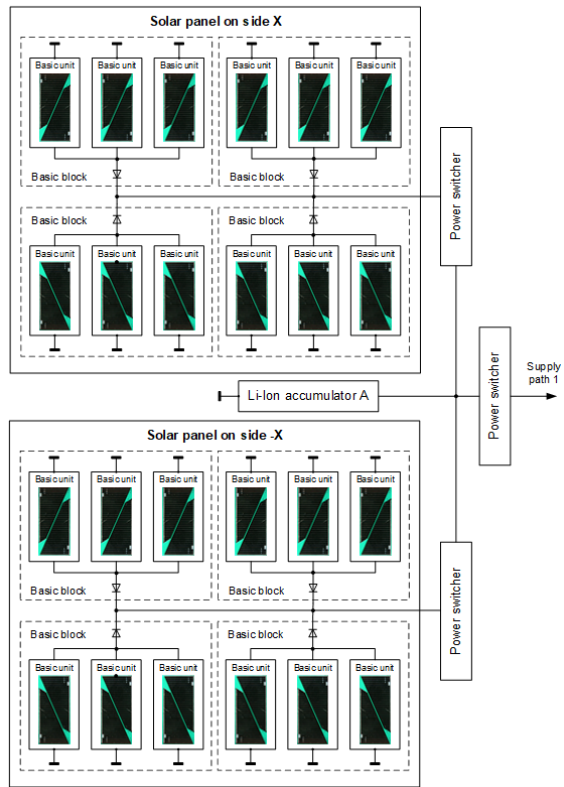 Solar panel on side X
Basic unit Basic unit Basic unit Basic unit Basic unit Basic unit
Basic block Basic block
Power switcher
Basic block Basic block
Basic unit Basic unit Basic unit Basic unit Basic unit Basic unit
Li-Ion accumulator A
Power switcher
Supply
path 1
Solar panel on side -X
Basic unit Basic unit Basic unit Basic unit Basic unit Basic unit
Basic block Basic block
Power switcher
Basic block Basic block
Basic unit Basic unit Basic unit Basic unit Basic unit Basic unit